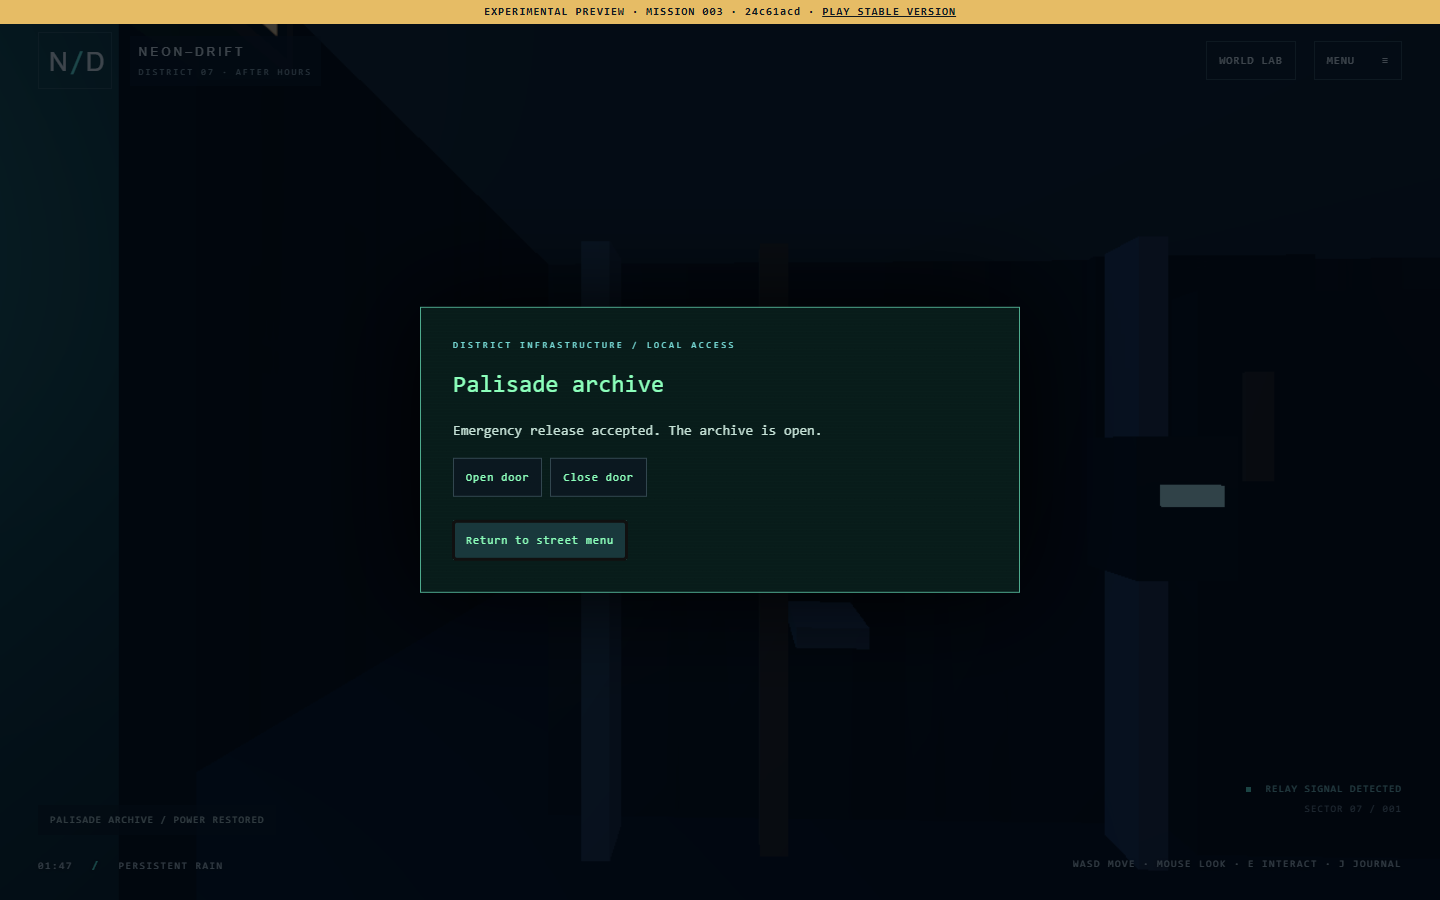 EXPERIMENTAL PREVIEW · MISSION 003 · 24c61acd · PLAY STABLE VERSION
N/D
NEON—DRIFT
DISTRICT 07 · AFTER HOURS
WORLD LAB
MENU ≡
DISTRICT INFRASTRUCTURE / LOCAL ACCESS
Palisade archive
Emergency release accepted. The archive is open.
Open door
Close door
Return to street menu
RELAY SIGNAL DETECTED
SECTOR 07 / 001
PALISADE ARCHIVE / POWER RESTORED
01:47 / PERSISTENT RAIN
WASD MOVE · MOUSE LOOK · E INTERACT · J JOURNAL